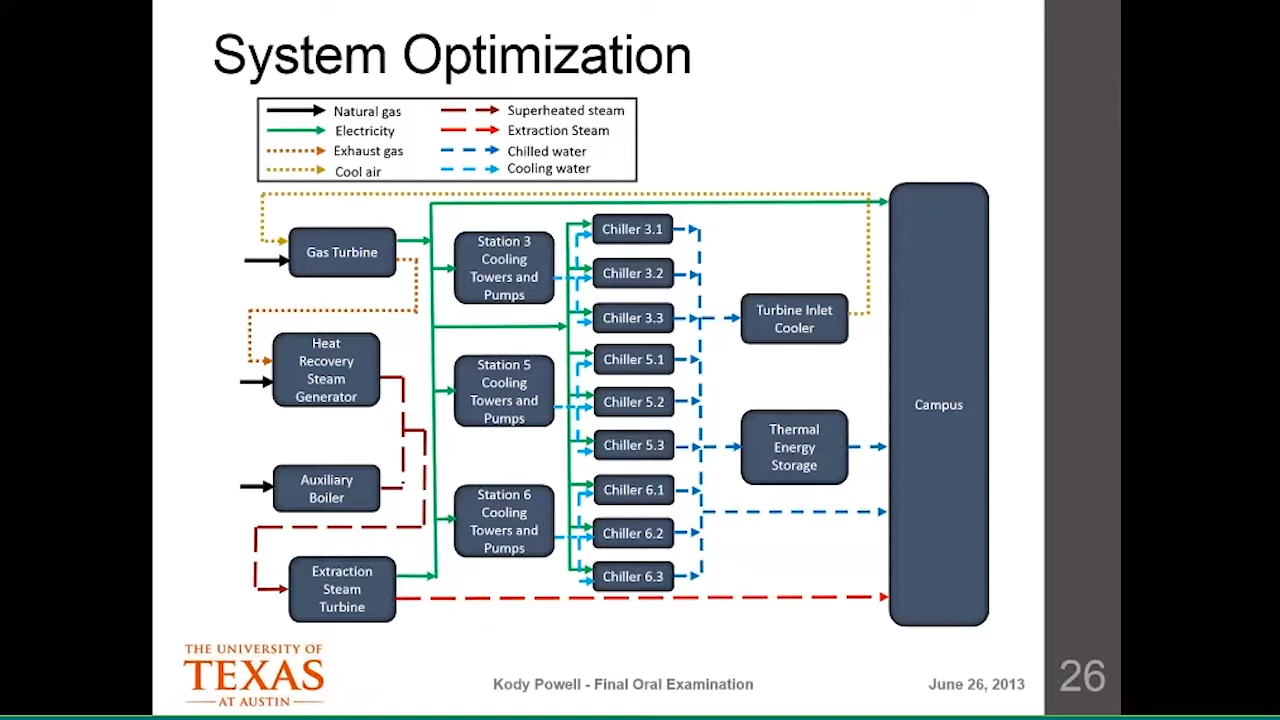 System Optimization
Natural gas
Superheated steam
Electricity
Extraction Steam
Exhaust gas
Chilled water
Cool air
Cooling water
Gas Turbine
Heat
Recovery
Steam
Generator
Auxiliary
Boiler
Extraction
Steam
Turbine
Station 3
Cooling
Towers and
Pumps
Station 5
Cooling
Towers and
Pumps
Station 6
Cooling
Towers and
Pumps
Chiller 3.1
Chiller 3.2
Chiller 3.3
Chiller 5.1
Chiller 5.2
Chiller 5.3
Chiller 6.1
Chiller 6.2
Chiller 6.3
Turbine Inlet
Cooler
Thermal
Energy
Storage
Campus
THE UNIVERSITY OF
TEXAS
AT AUSTIN
Kody Powell - Final Oral Examination
June 26, 2013
26